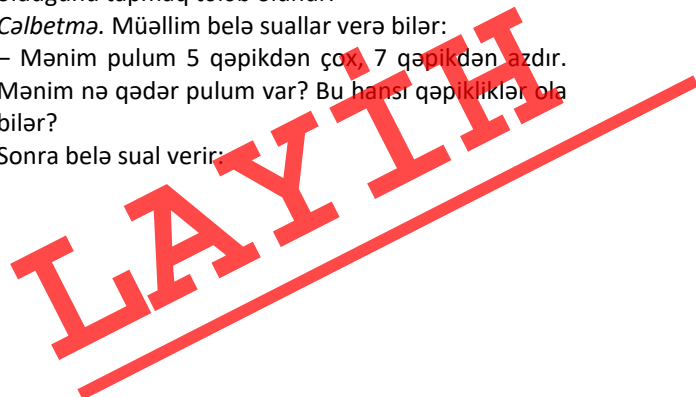 Cəlbetmə. Müəllim belə suallar verə bilər:
– Mənim pulum 5 qəpikdən çox, 7 qəpikdən azdır.
Mənim nə qədər pulum var? Bu hansı qəpikliklər ola
bilər?
Sonra belə sual verir:
LAYİH